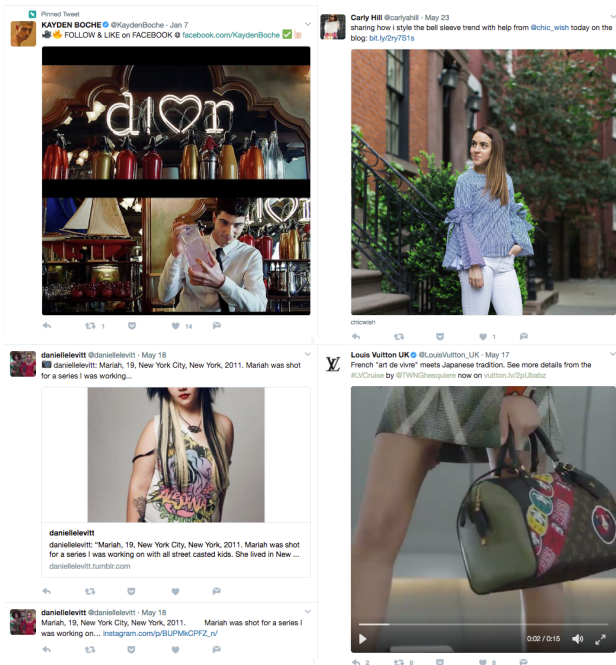 Pinned Tweet
KAYDEN BOCHE @KaydenBoche · Jan 7
FOLLOW & LIKE on FACEBOOK @ facebook.com/KaydenBoche
dior
1
14
daniellelevitt @daniellelevitt · May 18
daniellelevitt: Mariah, 19, New York City, New York, 2011. Mariah was shot
for a series I was working...
daniellelevitt
daniellelevitt: "Mariah, 19, New York City, New York, 2011. Mariah was shot
for a series I was working on with all street casted kids. She lived in New ...
daniellelevitt.tumblr.com
daniellelevitt @daniellelevitt · May 18
Mariah, 19, New York City, New York, 2011. Mariah was shot for a series I
was working on... instagram.com/p/BUPMkCPFZ_n/
Carly Hill @carlyahill · May 23
sharing how i style the bell sleeve trend with help from @chic_wish today on the
blog: bit.ly/2ry7S1s
chicwish
1
Louis Vuitton UK @LouisVuitton_UK · May 17
French "art de vivre" meets Japanese tradition. See more details from the
#LVCruise by @TWNGhesquiere now on vuitton.lv/2pUbabz
0:02 / 0:15
2
6
8